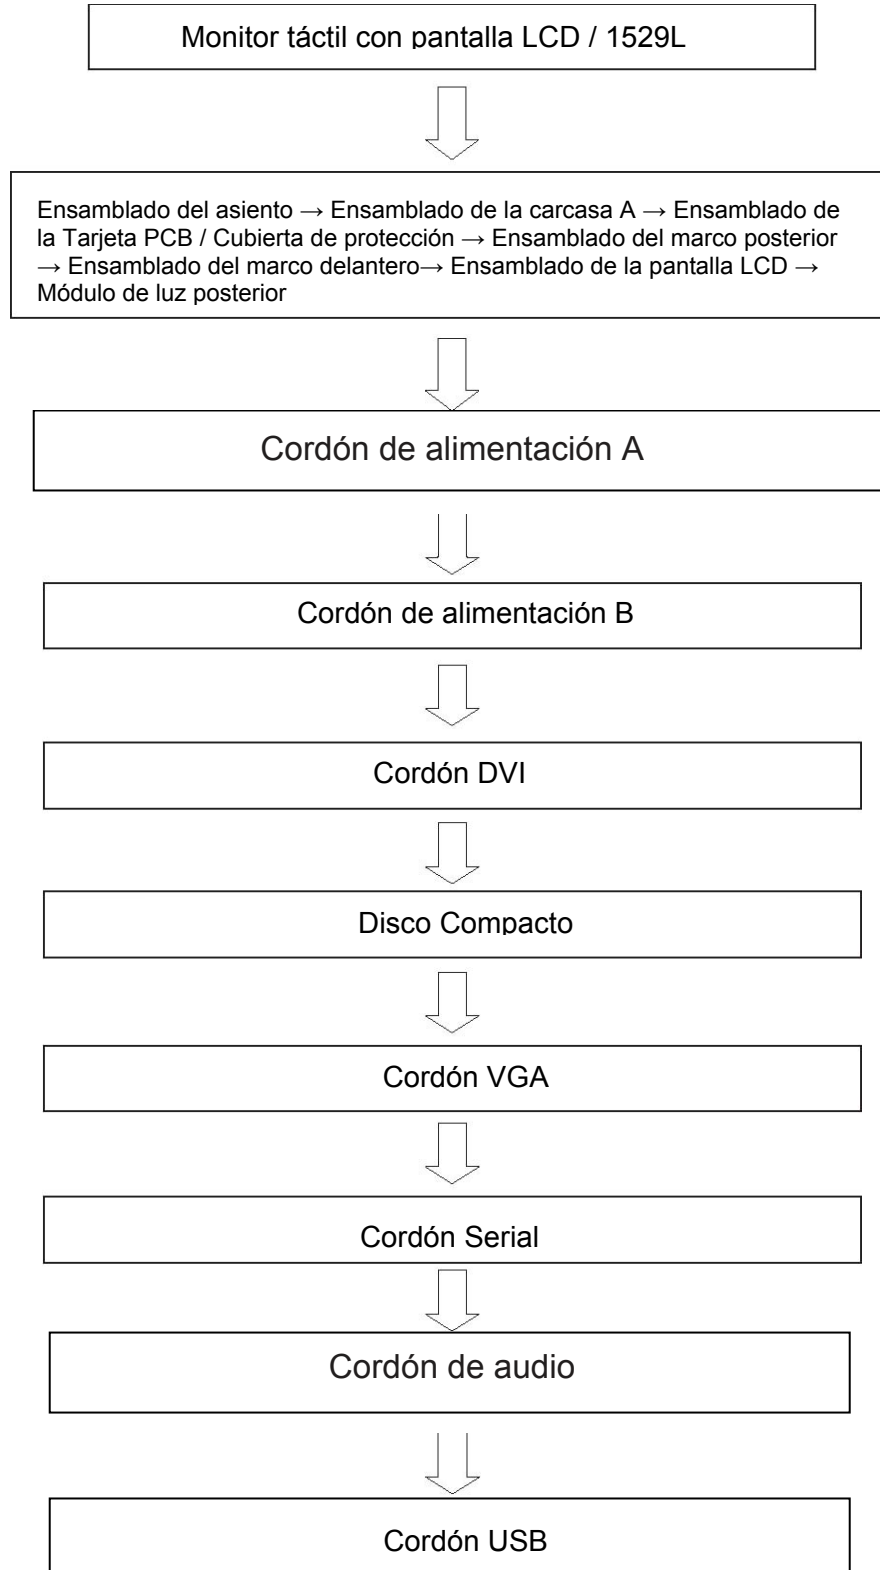 Monitor táctil con pantalla LCD / 1529L
Ensamblado del asiento → Ensamblado de la carcasa A → Ensamblado de
la Tarjeta PCB / Cubierta de protección → Ensamblado del marco posterior
→ Ensamblado del marco delantero→ Ensamblado de la pantalla LCD →
Módulo de luz posterior
Cordón de alimentación A
Cordón de alimentación B
Cordón DVI
Disco Compacto
Cordón VGA
Cordón Serial
Cordón de audio
Cordón USB